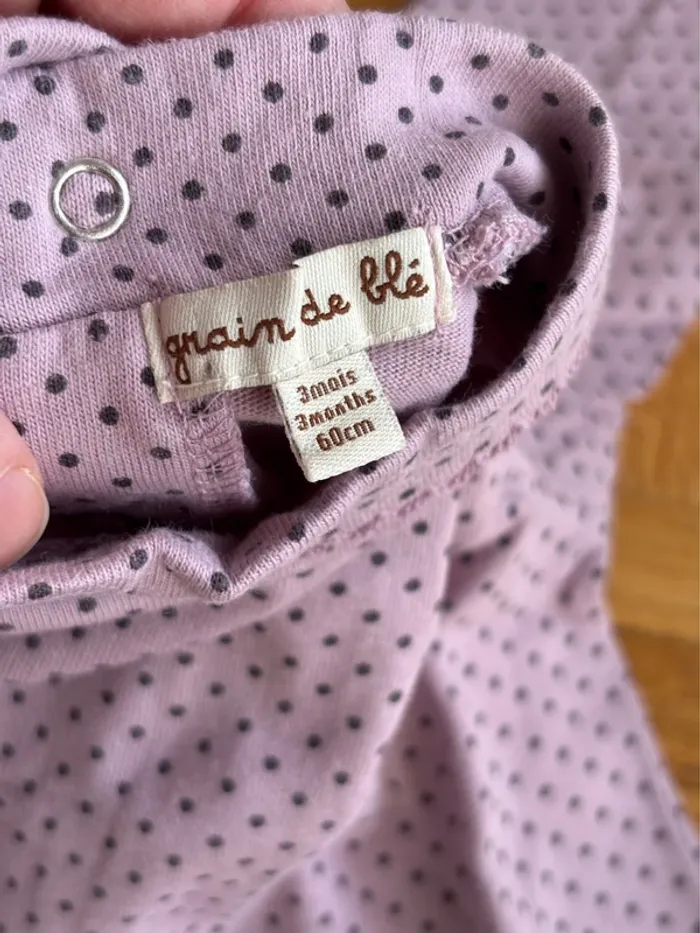 grain de blé
3mois
3months
60cm